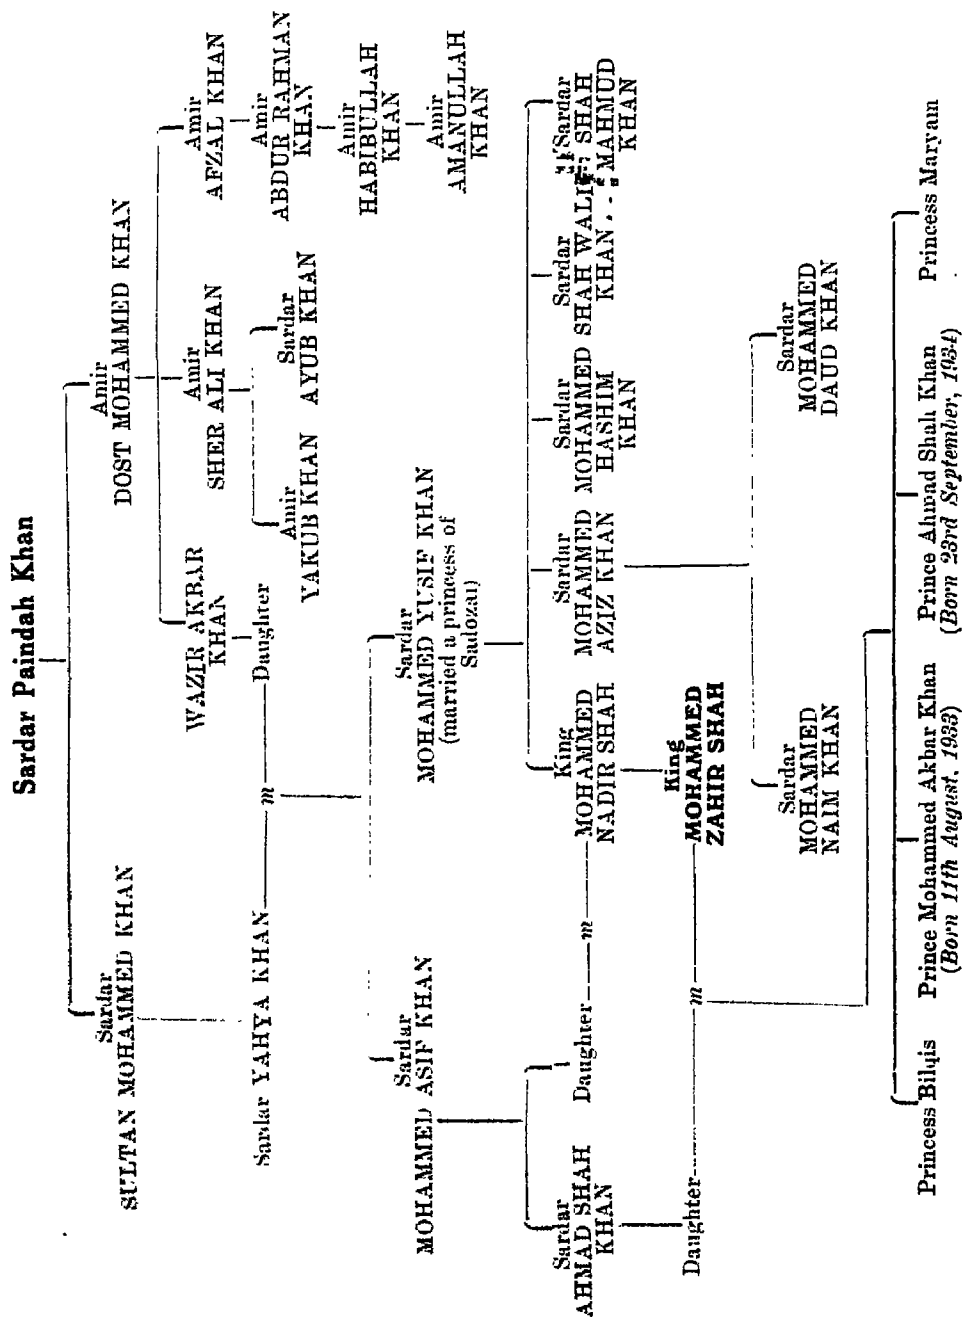 Sardar Paindah Khan
Sardar
SULTAN MOHAMMED KHAN
Amir
DOST MOHAMMED KHAN
WAZIR AKBAR
KHAN
Amir
SHER ALI KHAN
Amir
AFZAL KHAN
Sardar YAHYA KHAN
m
Daughter
Amir
YAKUB KHAN
Sardar
AYUB KHAN
Amir
ABDUR RAHMAN
KHAN
Amir
HABIBULLAH
KHAN
Amir
AMANULLAH
KHAN
Sardar
MOHAMMED ASIF KHAN
Sardar
MOHAMMED YUSIF KHAN
(married a princess of
Sadozai)
Sardar
AHMAD SHAH
KHAN
Daughter
m
King
MOHAMMED
NADIR SHAH
Sardar
MOHAMMED
AZIZ KHAN
Sardar
MOHAMMED
HASHIM
KHAN
Sardar
SHAH WALI
KHAN
Sardar
SHAH
MAHMUD
KHAN
Daughter
m
King
MOHAMMED
ZAHIR SHAH
Sardar
MOHAMMED
NAIM KHAN
Sardar
MOHAMMED
DAUD KHAN
Princess Bilqis
Prince Mohammed Akbar Khan
(Born 11th August, 1933)
Prince Ahmad Shah Khan
(Born 23rd September, 1934)
Princess Maryam